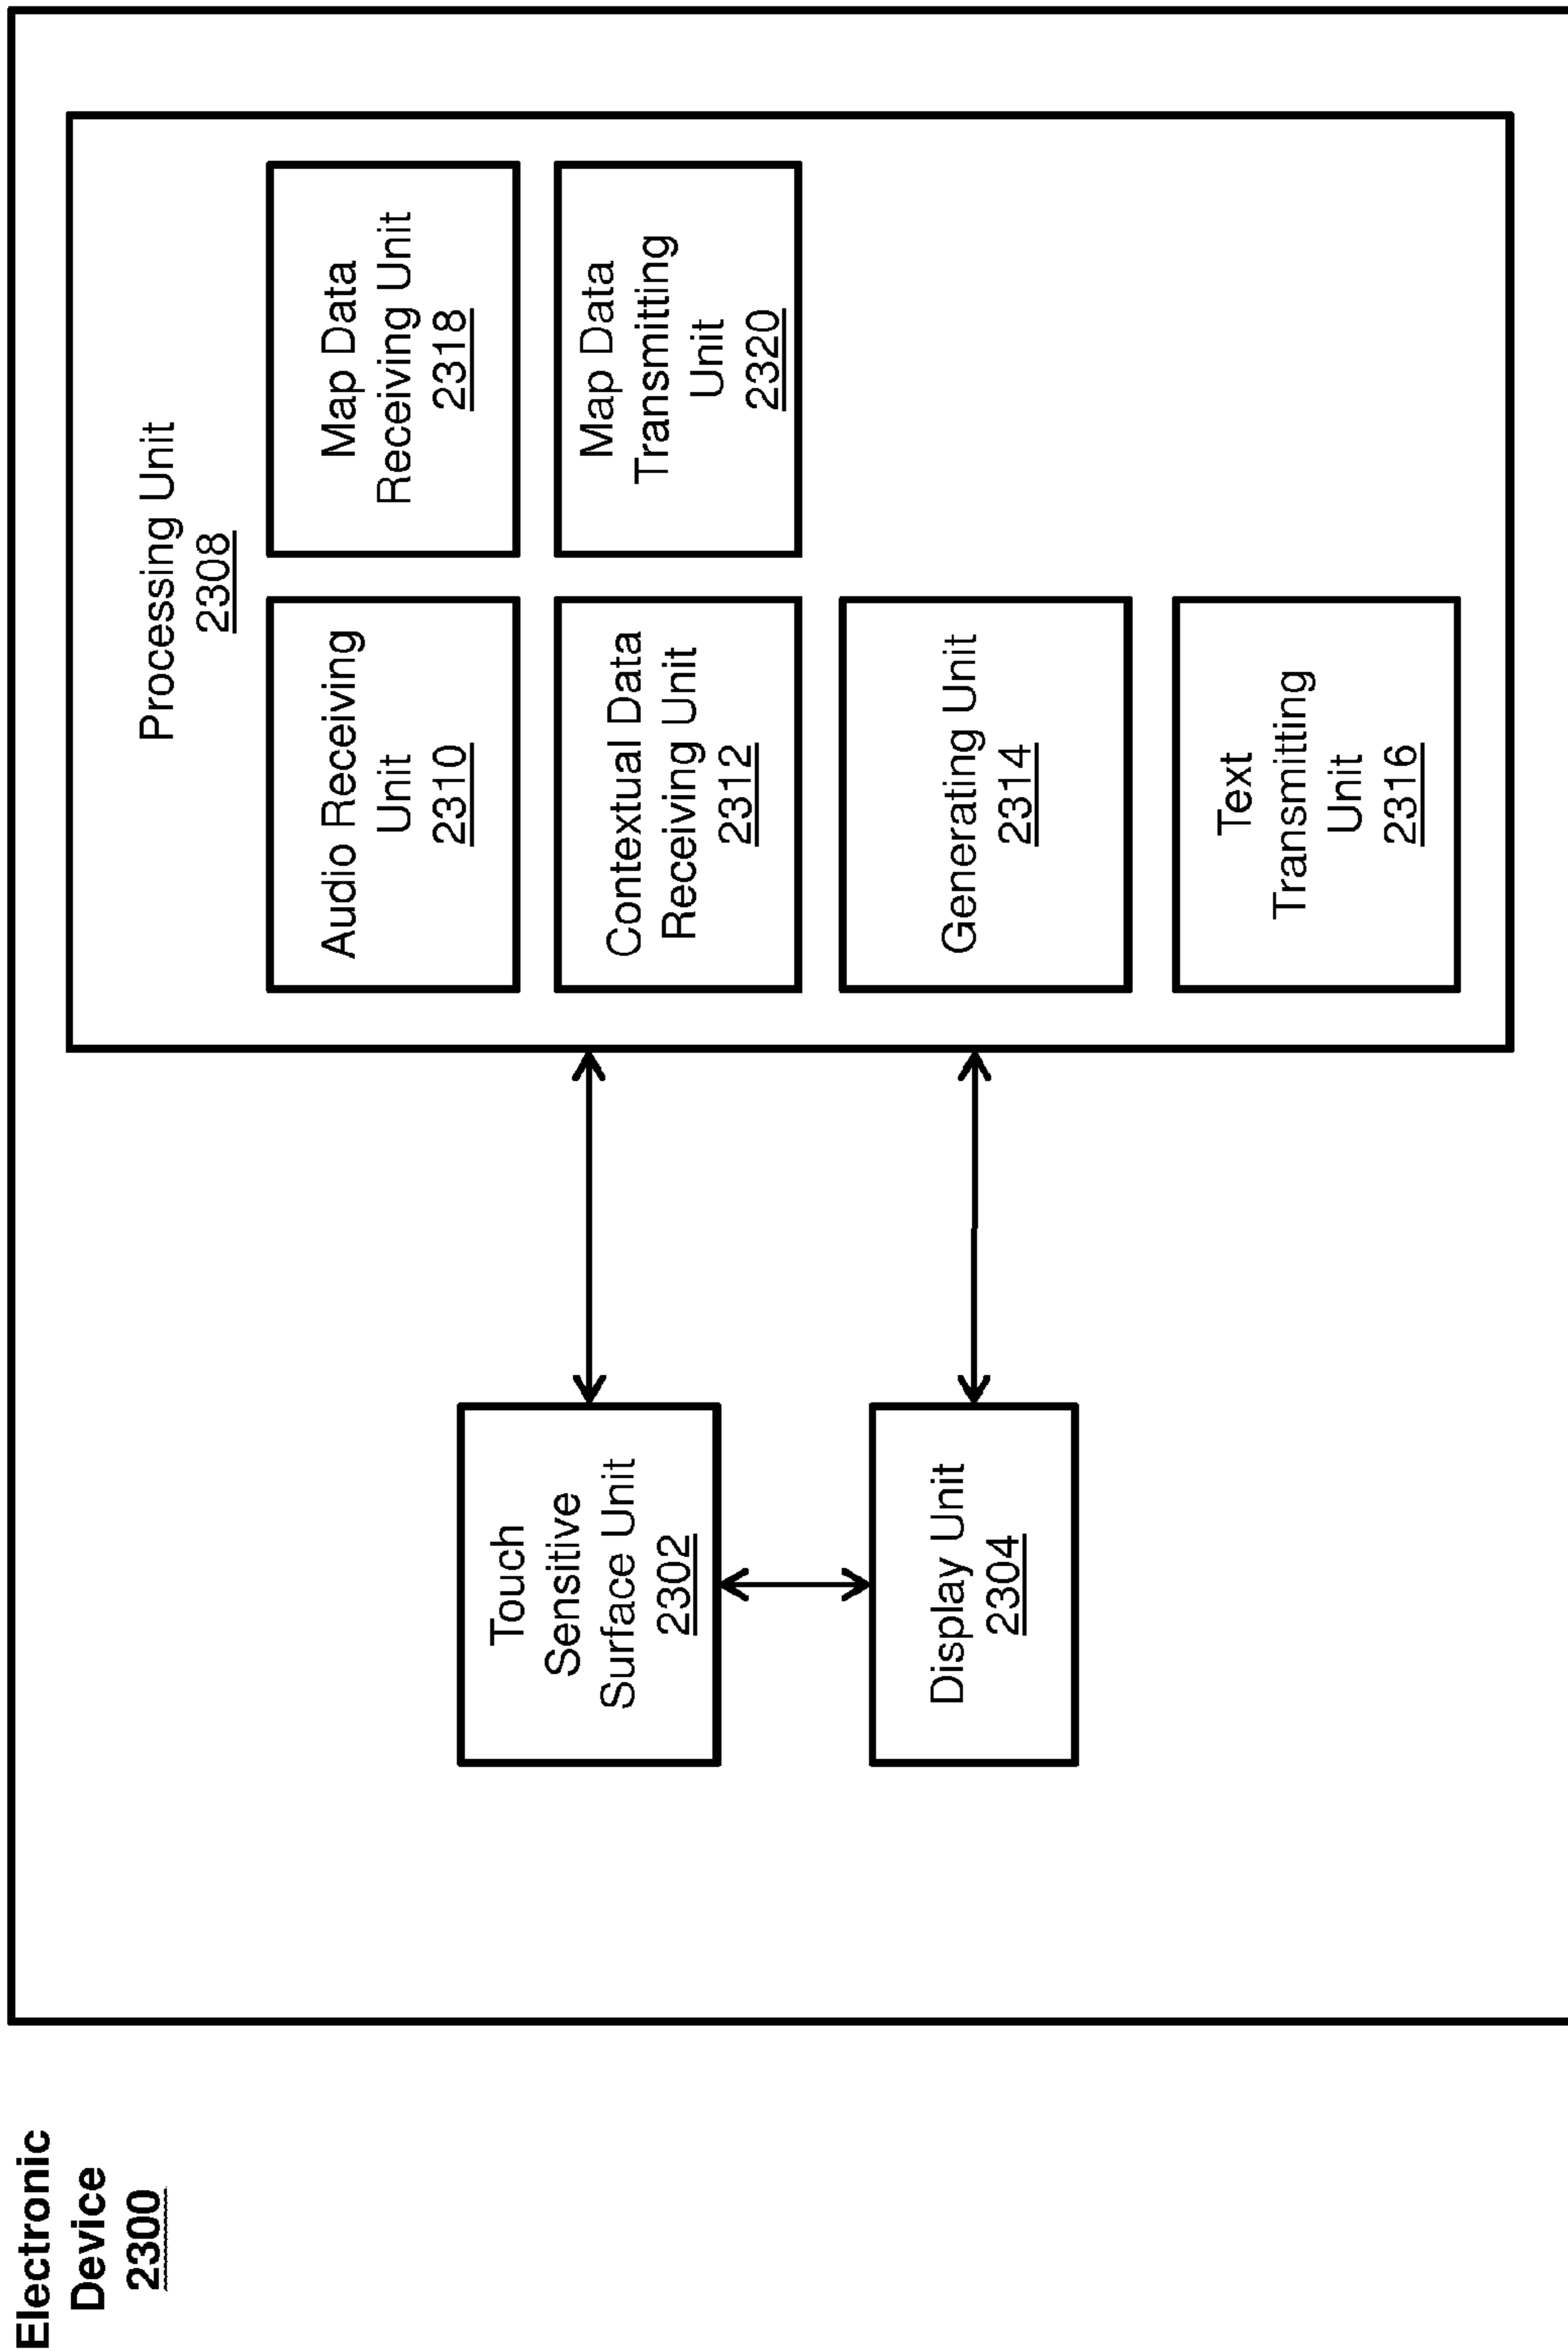 Electronic
Device
2300
Touch
Sensitive
Surface Unit
2302
Display Unit
2304
Processing Unit
2308
Audio Receiving
Unit
2310
Contextual Data
Receiving Unit
2312
Generating Unit
2314
Text
Transmitting
Unit
2316
Map Data
Receiving Unit
2318
Map Data
Transmitting
Unit
2320